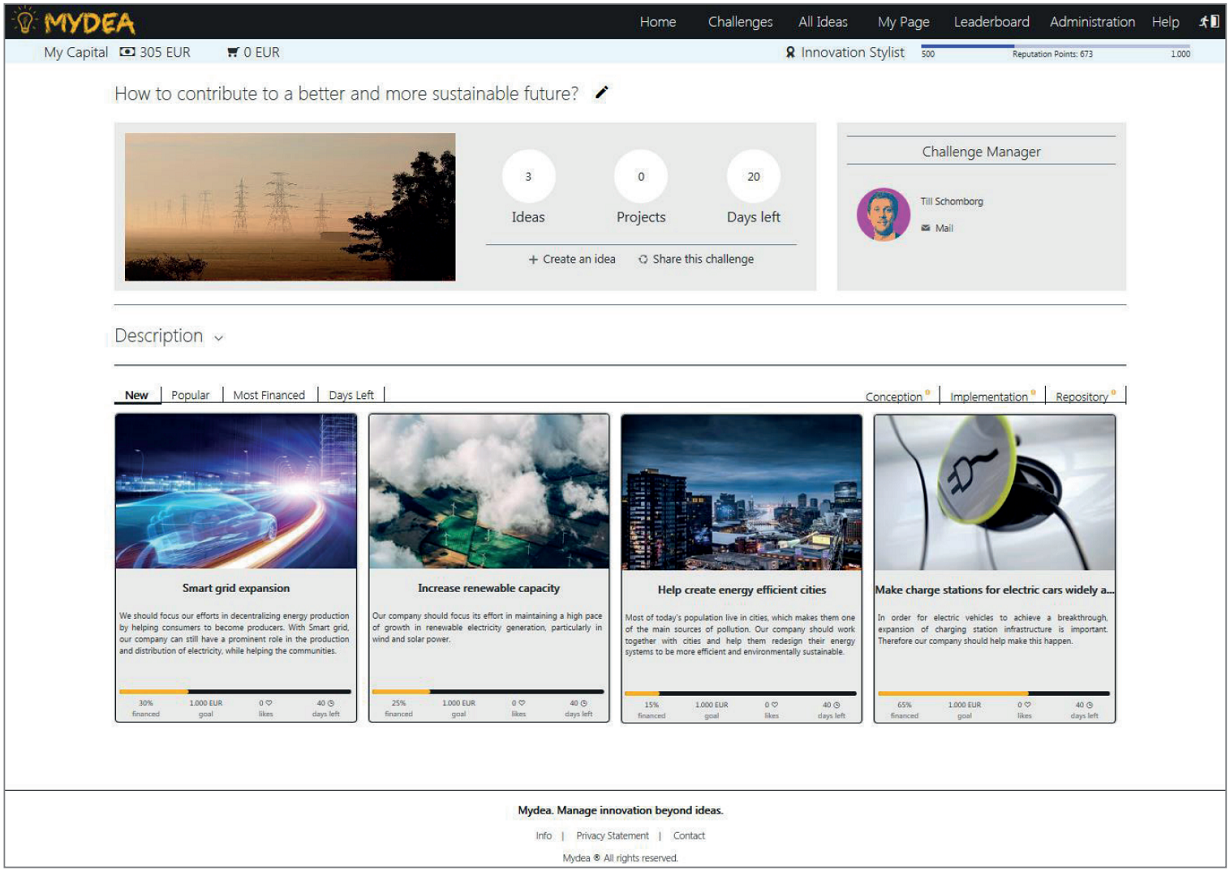 MYDEA
Home Challenges All Ideas My Page Leaderboard Administration Help
My Capital 305 EUR 0 EUR Innovation Stylist 500 Reputation Points: 673 1.000
How to contribute to a better and more sustainable future?
3 0 20
Ideas Projects Days left
+ Create an idea Share this challenge
Challenge Manager
Till Schomborg
Mail
Description
New Popular Most Financed Days Left Conception 0 Implementation 0 Repository 0
Smart grid expansion
We should focus our efforts in decentralizing energy production
by helping consumers to become producers. With Smart grid,
our company can still have a prominent role in the production
and distribution of electricity, while helping the communities.
30% 1.000 EUR 0 40
financed goal likes days left
Increase renewable capacity
Our company should focus its effort in maintaining a high pace
of growth in renewable electricity generation, particularly in
wind and solar power.
25% 1.000 EUR 0 40
financed goal likes days left
Help create energy efficient cities
Most of today's population live in cities, which makes them one
of the main sources of pollution. Our company should work
together with cities and help them redesign their energy
systems to be more efficient and environmentally sustainable.
15% 1.000 EUR 0 40
financed goal likes days left
Make charge stations for electric cars widely a...
In order for electric vehicles to achieve a breakthrough,
expansion of charging station infrastructure is important.
Therefore our company should help make this happen.
65% 1.000 EUR 0 40
financed goal likes days left
Mydea. Manage innovation beyond ideas.
Info | Privacy Statement | Contact
Mydea ® All rights reserved.